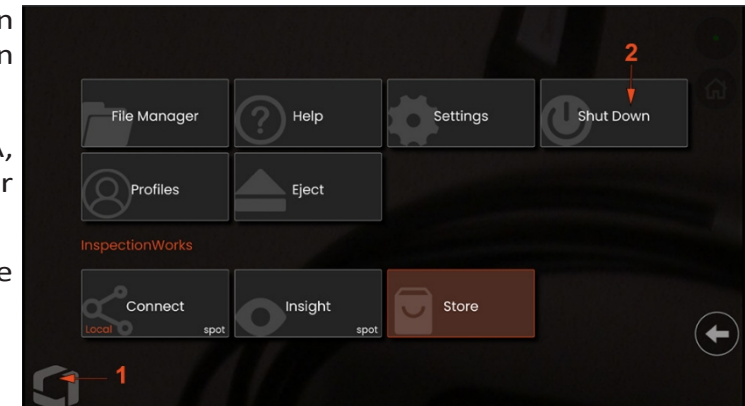 n
n
2
File Manager Help Settings Shut Down
A,
r
Profiles Eject
InspectionWorks
e
Connect Insight Store
Local spot spot
1